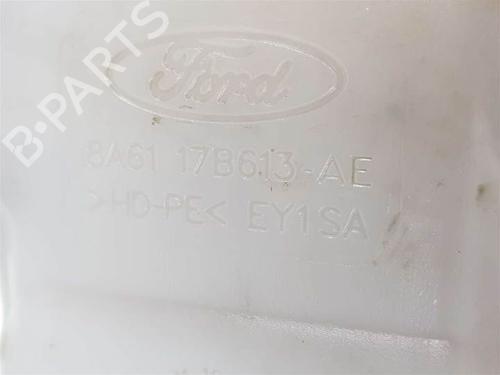 Ford
8A61 17B613-AE
>HD-PE< EY1SA
B-PARTS